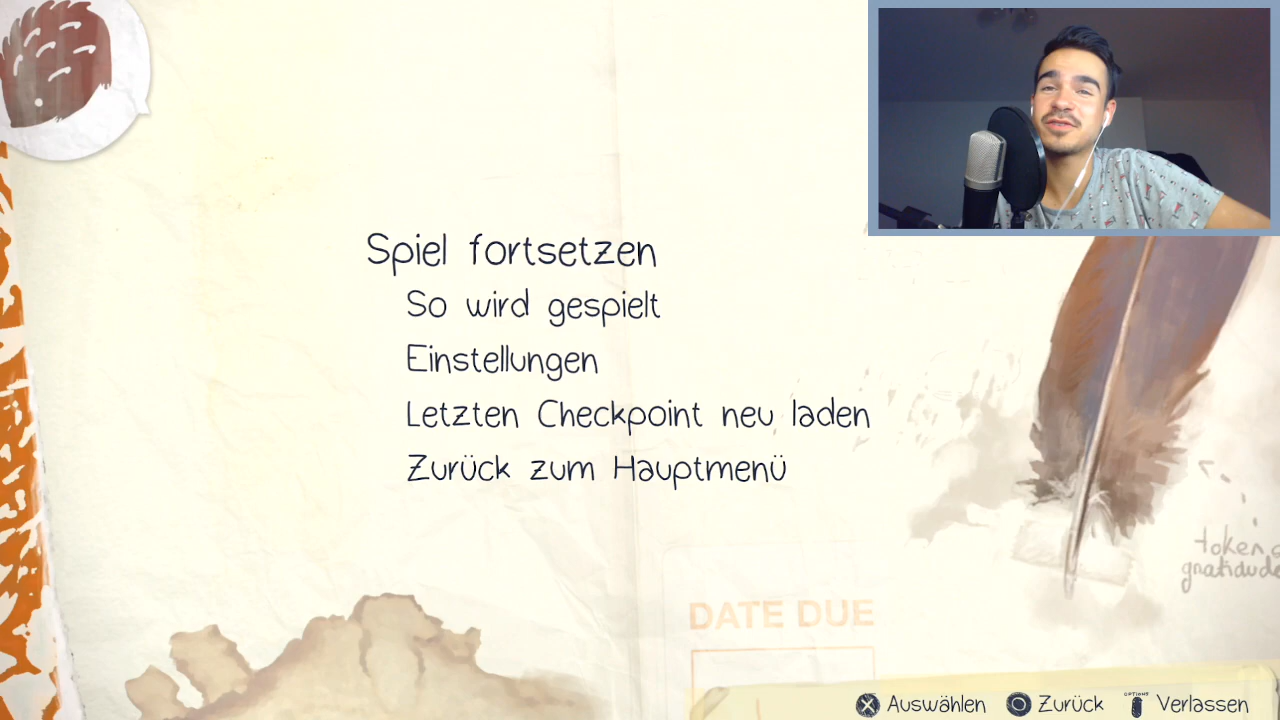 Spiel fortsetzen
So wird gespielt
Einstellungen
Letzten Checkpoint neu laden
Zurück zum Hauptmenü
token
gratidude
DATE DUE
OPTIONS
Auswählen Zurück Verlassen